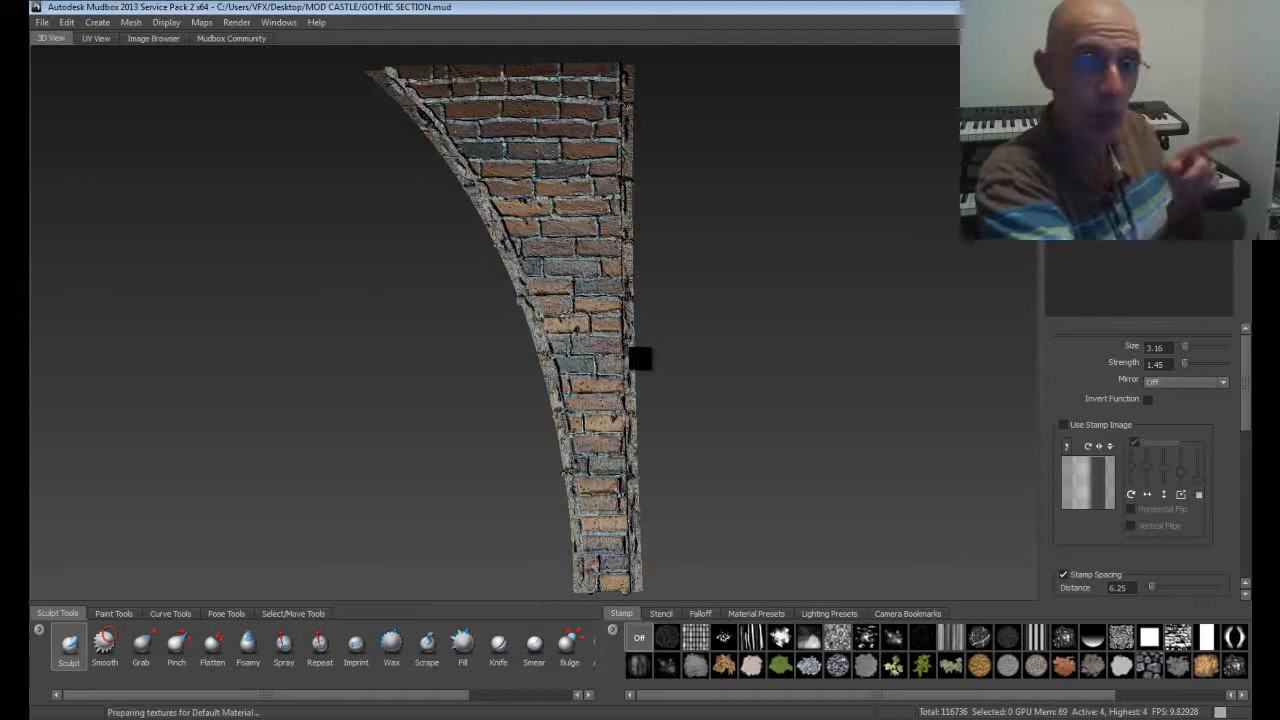 Autodesk Mudbox 2013 Service Pack 2 x64 - C:/Users/VFX/Desktop/MOD CASTLE/GOTHIC SECTION.mud
File Edit Create Mesh Display Maps Render Windows Help
3D View UV View Image Browser Mudbox Community
Size 3.16
Strength 1.45
Mirror Off
Invert Function
Use Stamp Image
Randomize
Horizontal Flip
Vertical Flips
Stamp Spacing
Distance 6.25
Sculpt Tools Paint Tools Curve Tools Pose Tools Select/Move Tools
Stamp Stencil Falloff Material Presets Lighting Presets Camera Bookmarks
Off
Sculpt Smooth Grab Pinch Flatten Foamy Spray Repeat Imprint Wax Scrape Fill Knife Smear Bulge
Preparing textures for Default Material...
Total: 116736 Selected: 0 GPU Mem: 69 Active: 4, Highest: 4 FPS: 9.82928